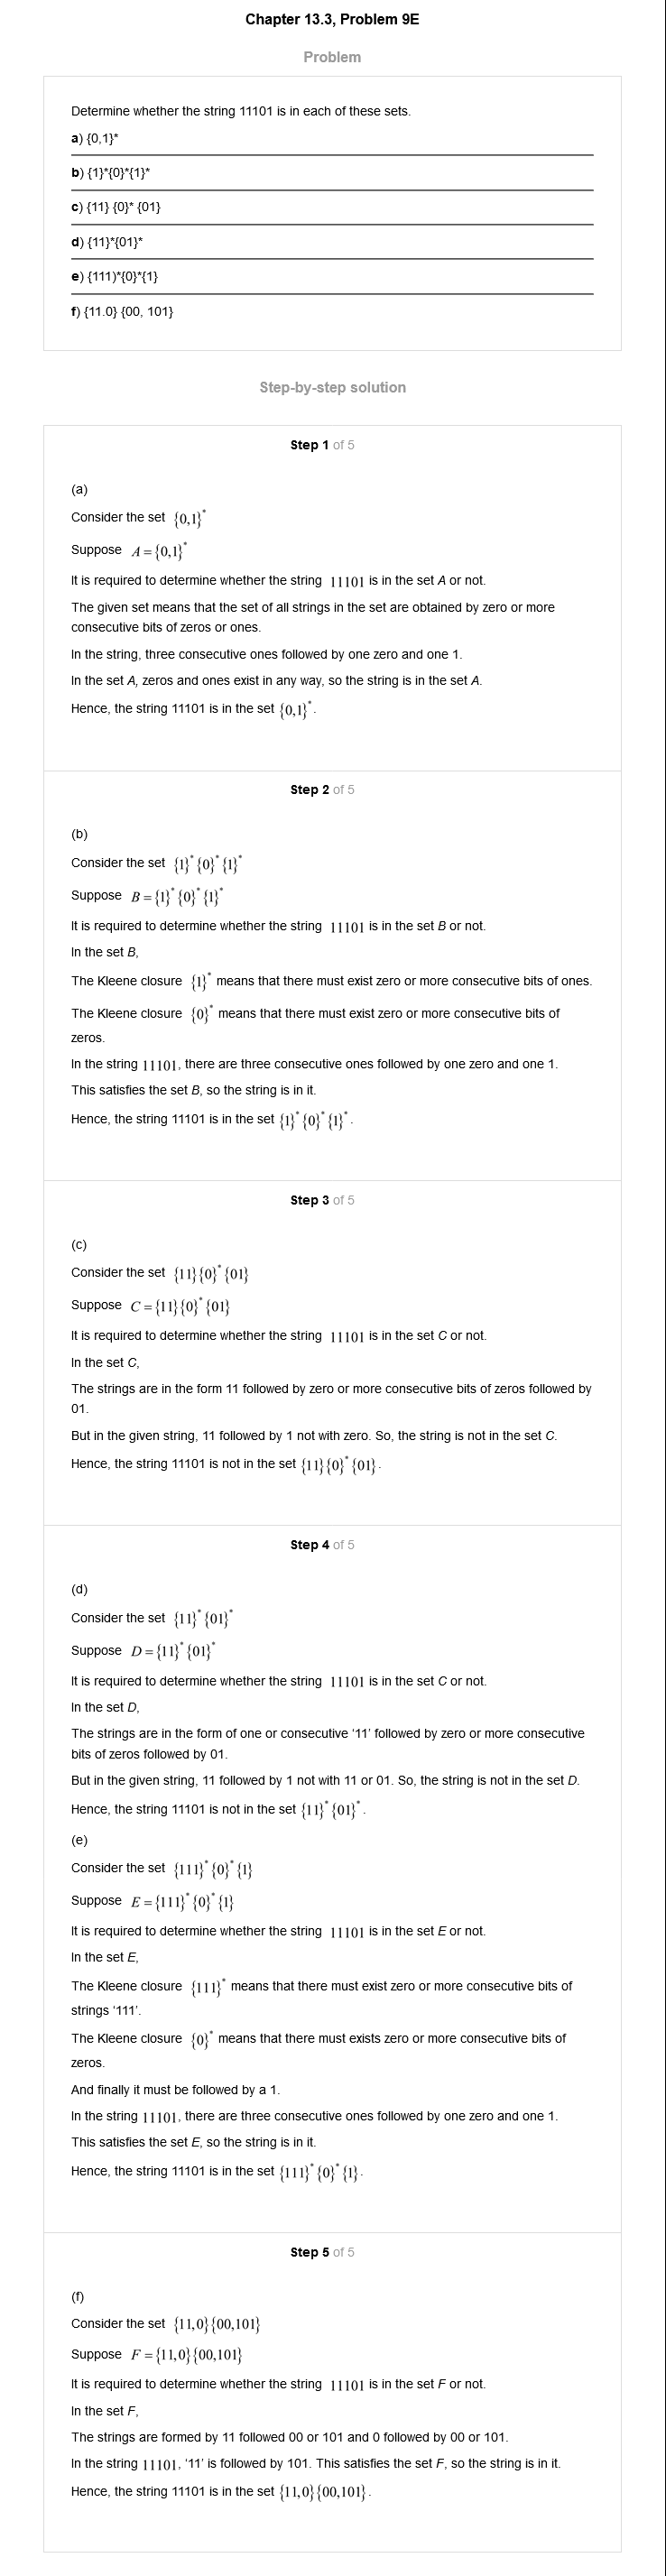 Chapter 13.3, Problem 9E
Problem
Determine whether the string 11101 is in each of these sets.
a) {0,1}*
b) {1}*{0}*{1}*
c) {11} {0}* {01}
d) {11}*{01}*
e) {111)*{0}*{1}
f) {11.0} {00, 101}
Step-by-step solution
Step 1 of 5
(a)
Consider the set {0,1}*
Suppose A = {0,1}*
It is required to determine whether the string 11101 is in the set A or not.
The given set means that the set of all strings in the set are obtained by zero or more
consecutive bits of zeros or ones.
In the string, three consecutive ones followed by one zero and one 1.
In the set A, zeros and ones exist in any way, so the string is in the set A.
Hence, the string 11101 is in the set {0,1}*.
Step 2 of 5
(b)
Consider the set {1}*{0}*{1}*
Suppose B = {1}*{0}*{1}*
It is required to determine whether the string 11101 is in the set B or not.
In the set B,
The Kleene closure {1}* means that there must exist zero or more consecutive bits of ones.
The Kleene closure {0}* means that there must exist zero or more consecutive bits of
zeros.
In the string 11101, there are three consecutive ones followed by one zero and one 1.
This satisfies the set B, so the string is in it.
Hence, the string 11101 is in the set {1}*{0}*{1}*.
Step 3 of 5
(c)
Consider the set {11}{0}*{01}
Suppose C = {11}{0}*{01}
It is required to determine whether the string 11101 is in the set C or not.
In the set C,
The strings are in the form 11 followed by zero or more consecutive bits of zeros followed by
01.
But in the given string, 11 followed by 1 not with zero. So, the string is not in the set C.
Hence, the string 11101 is not in the set {11}{0}*{01}.
Step 4 of 5
(d)
Consider the set {11}*{01}*
Suppose D = {11}*{01}*
It is required to determine whether the string 11101 is in the set C or not.
In the set D,
The strings are in the form of one or consecutive ‘11’ followed by zero or more consecutive
bits of zeros followed by 01.
But in the given string, 11 followed by 1 not with 11 or 01. So, the string is not in the set D.
Hence, the string 11101 is not in the set {11}*{01}*.
(e)
Consider the set {111}*{0}*{1}
Suppose E = {111}*{0}*{1}
It is required to determine whether the string 11101 is in the set E or not.
In the set E,
The Kleene closure {111}* means that there must exist zero or more consecutive bits of
strings ‘111’.
The Kleene closure {0}* means that there must exists zero or more consecutive bits of
zeros.
And finally it must be followed by a 1.
In the string 11101, there are three consecutive ones followed by one zero and one 1.
This satisfies the set E, so the string is in it.
Hence, the string 11101 is in the set {111}*{0}*{1}.
Step 5 of 5
(f)
Consider the set {11,0}{00,101}
Suppose F = {11,0}{00,101}
It is required to determine whether the string 11101 is in the set F or not.
In the set F,
The strings are formed by 11 followed 00 or 101 and 0 followed by 00 or 101.
In the string 11101, ‘11’ is followed by 101. This satisfies the set F, so the string is in it.
Hence, the string 11101 is in the set {11,0}{00,101}.